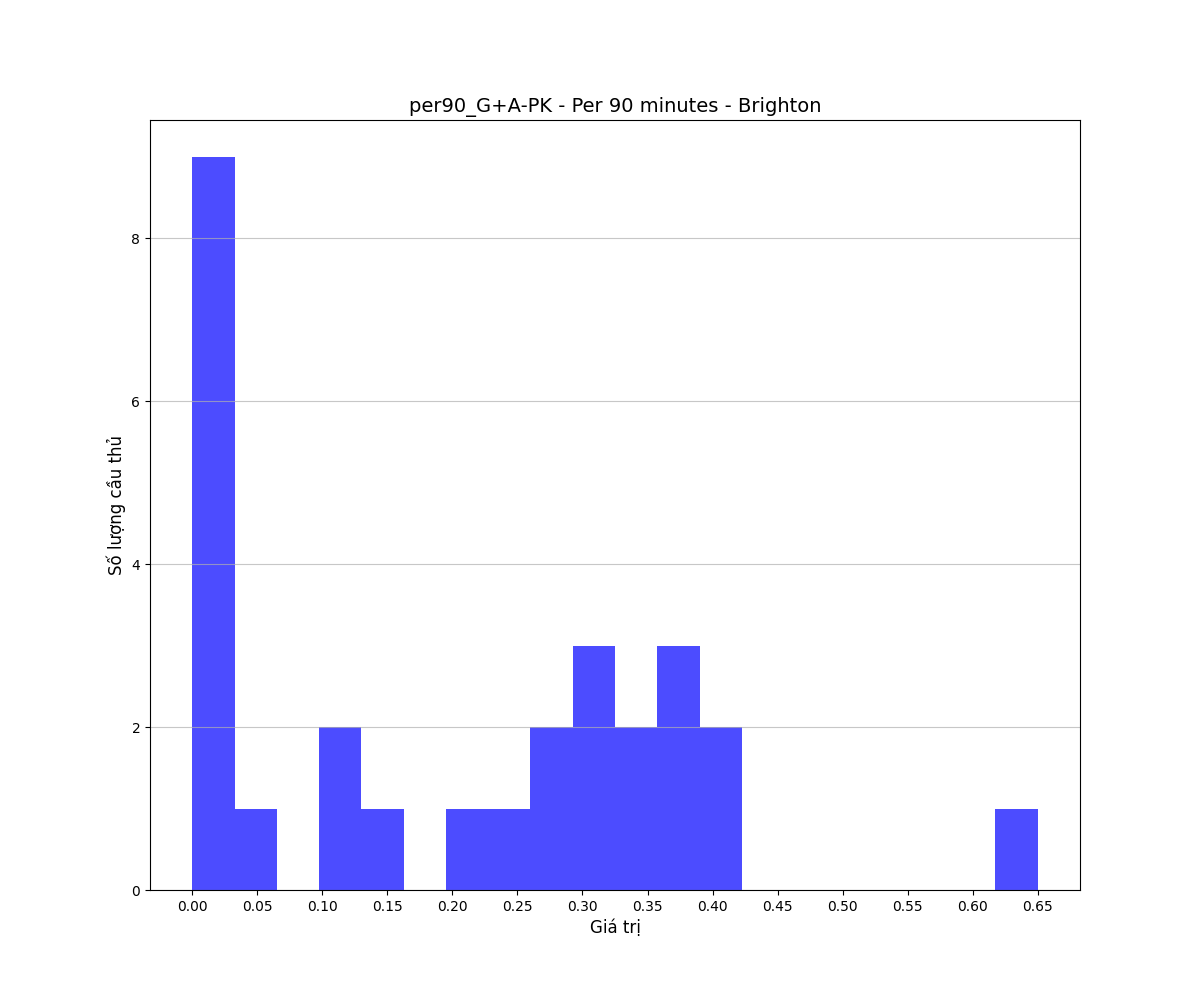 per90_G+A-PK - Per 90 minutes - Brighton
Số lượng cầu thủ
8
6
4
2
0
0.00 0.05 0.10 0.15 0.20 0.25 0.30 0.35 0.40 0.45 0.50 0.55 0.60 0.65
Giá trị